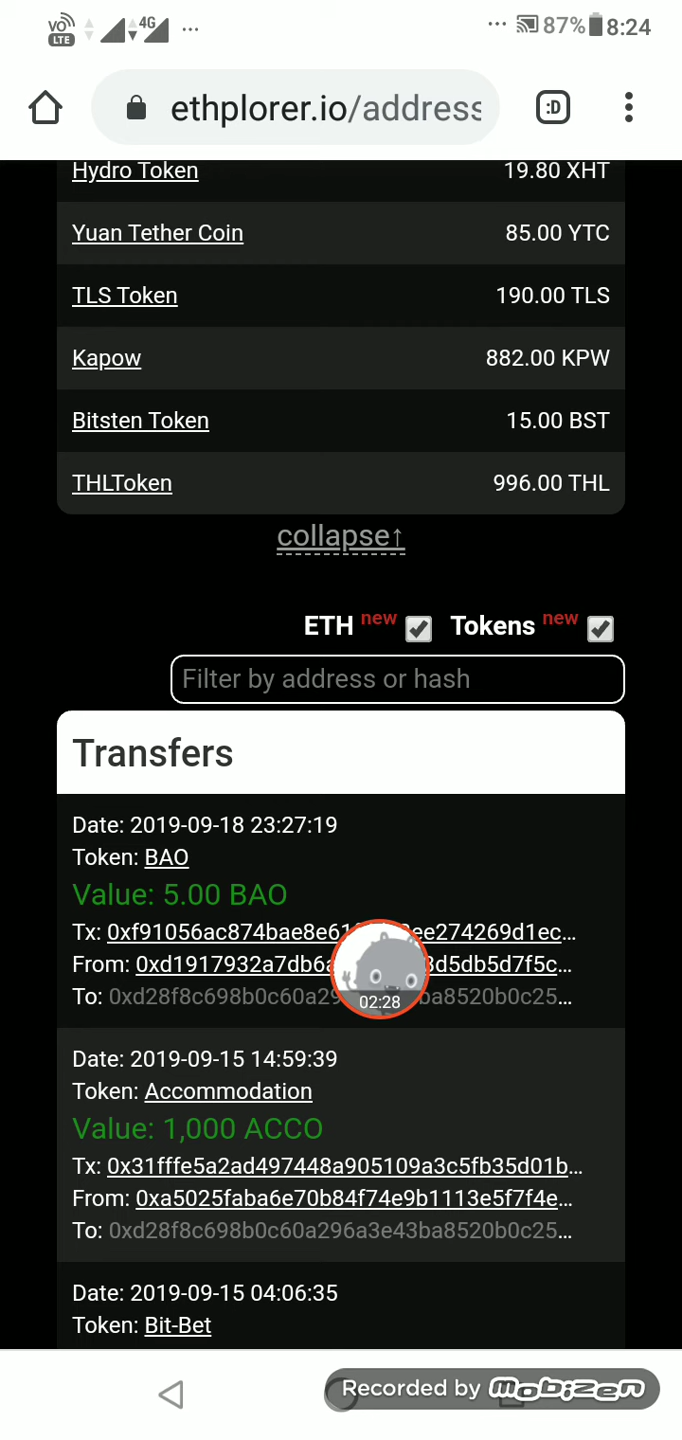 VO LTE 4G ... ... 87% 8:24
ethplorer.io/address :D
Hydro Token 19.80 XHT
Yuan Tether Coin 85.00 YTC
TLS Token 190.00 TLS
Kapow 882.00 KPW
Bitsten Token 15.00 BST
THLToken 996.00 THL
collapse↑
ETH new Tokens new
Filter by address or hash
Transfers
Date: 2019-09-18 23:27:19
Token: BAO
Value: 5.00 BAO
Tx:
From:
To:
02:28
Date: 2019-09-15 14:59:39
Token: Accommodation
Value: 1,000 ACCO
Tx: 0x31fffe5a2ad497448a905109a3c5fb35d01b...
From: 0xa5025faba6e70b84f74e9b1113e5f7f4e...
To: 0xd28f8c698b0c60a296a3e43ba8520b0c25...
Date: 2019-09-15 04:06:35
Token: Bit-Bet
Recorded by mobizen